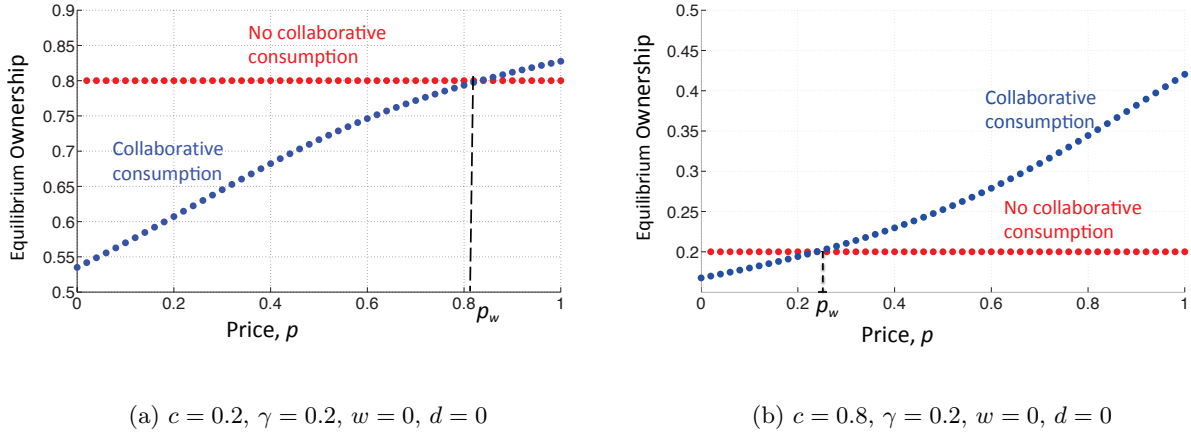 0.9
0.85
0.8
0.75
0.7
0.65
0.6
0.55
0.5
Equilibrium Ownership
No collaborative
consumption
Collaborative
consumption
0 0.2 0.4 0.6 0.8 1
p_w
Price, p
(a) c = 0.2, γ = 0.2, w = 0, d = 0
0.5
0.45
0.4
0.35
0.3
0.25
0.2
Equilibrium Ownership
Collaborative
consumption
No collaborative
consumption
0 0.2 0.4 0.6 0.8 1
p_w
Price, p
(b) c = 0.8, γ = 0.2, w = 0, d = 0